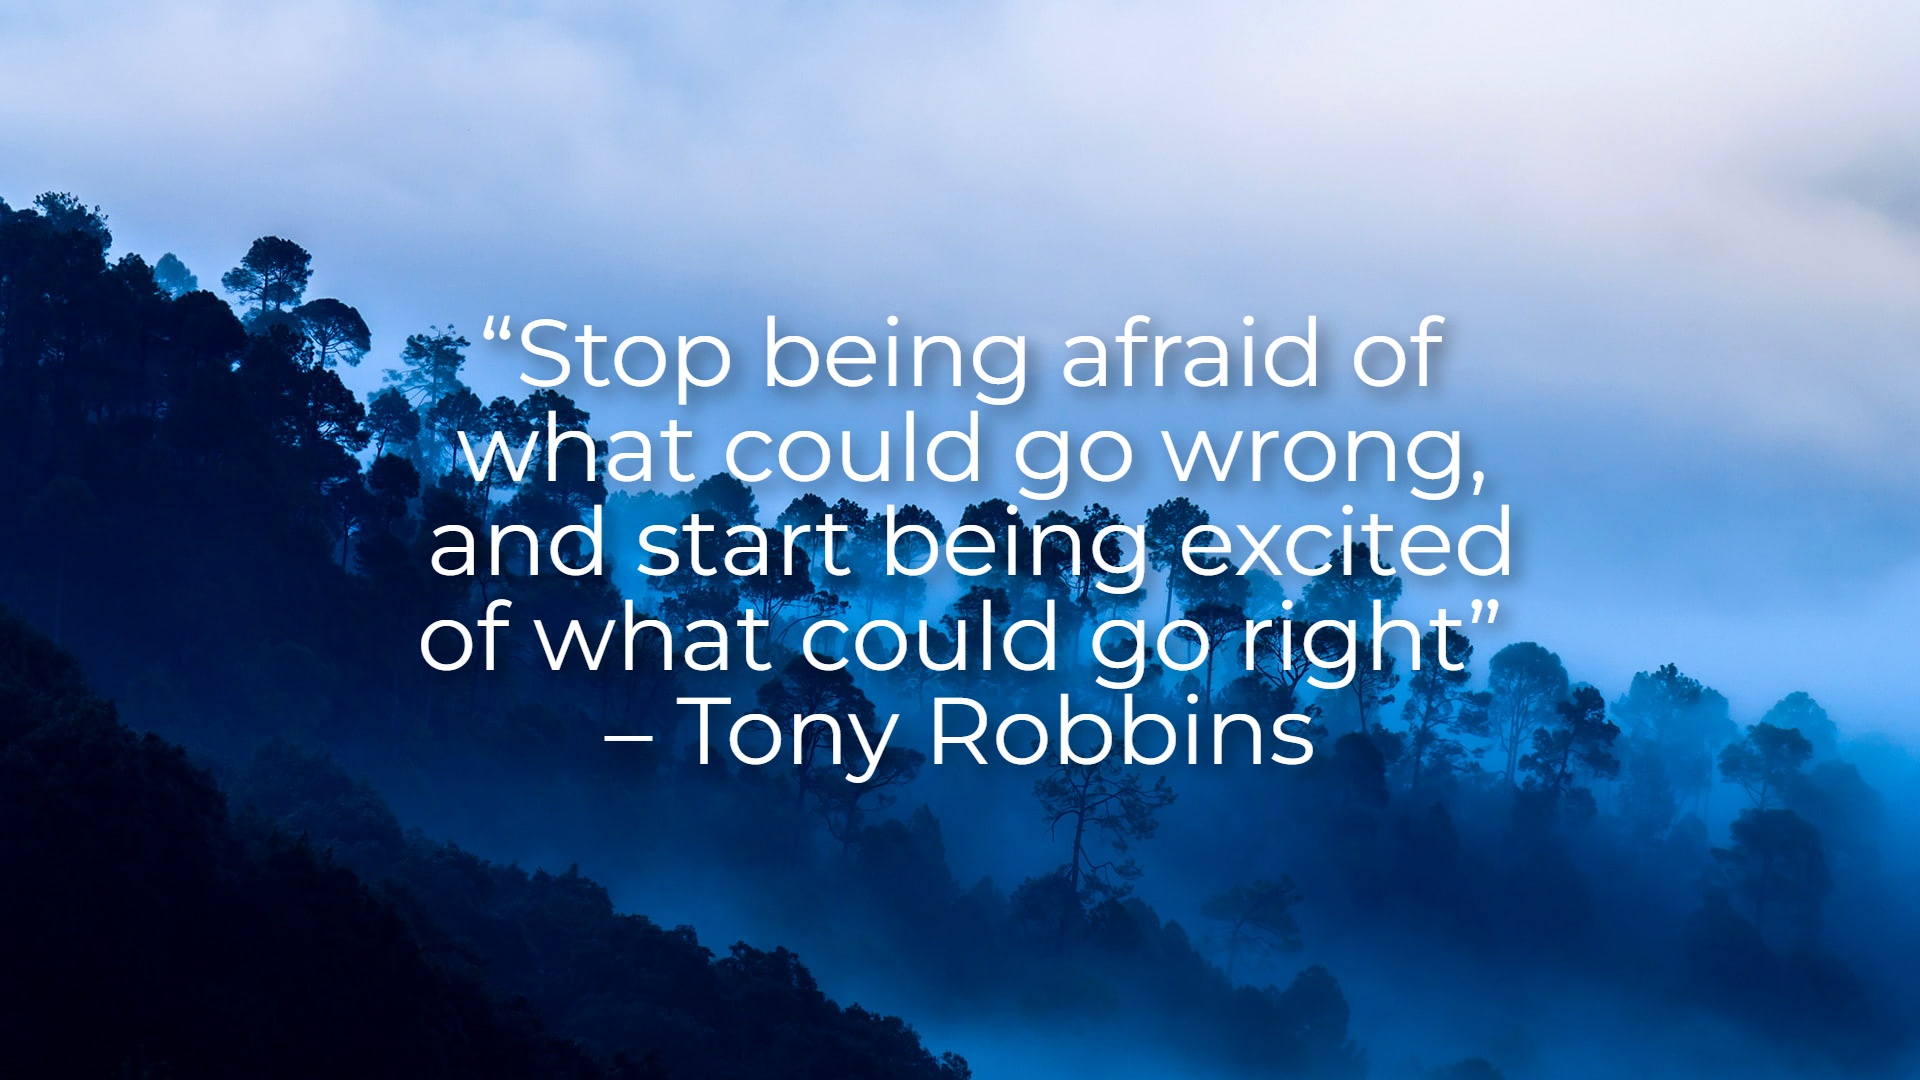 “Stop being afraid of
what could go wrong,
and start being excited
of what could go right”
– Tony Robbins